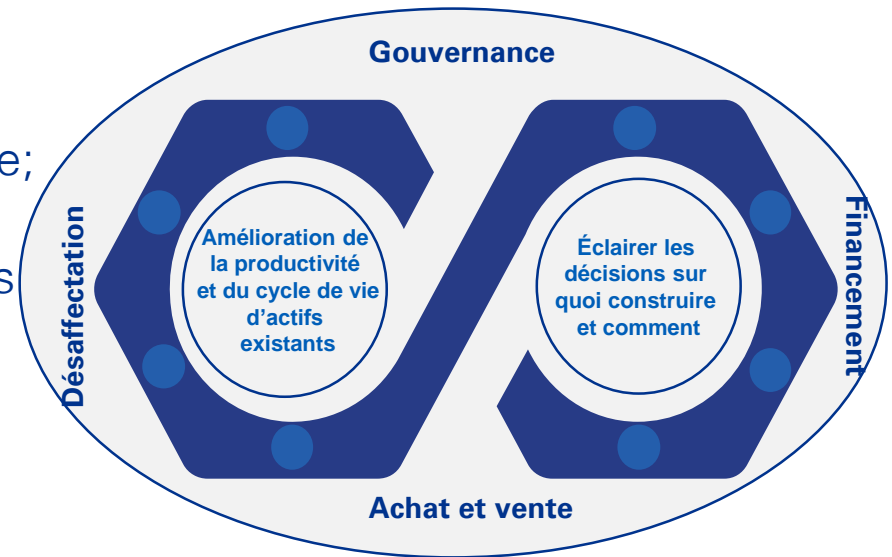 Gouvernance
e;
s
Désaffectation
Amélioration de
la productivité
et du cycle de vie
d'actifs
existants
Éclairer les
décisions sur
quoi construire
et comment
Financement
Achat et vente